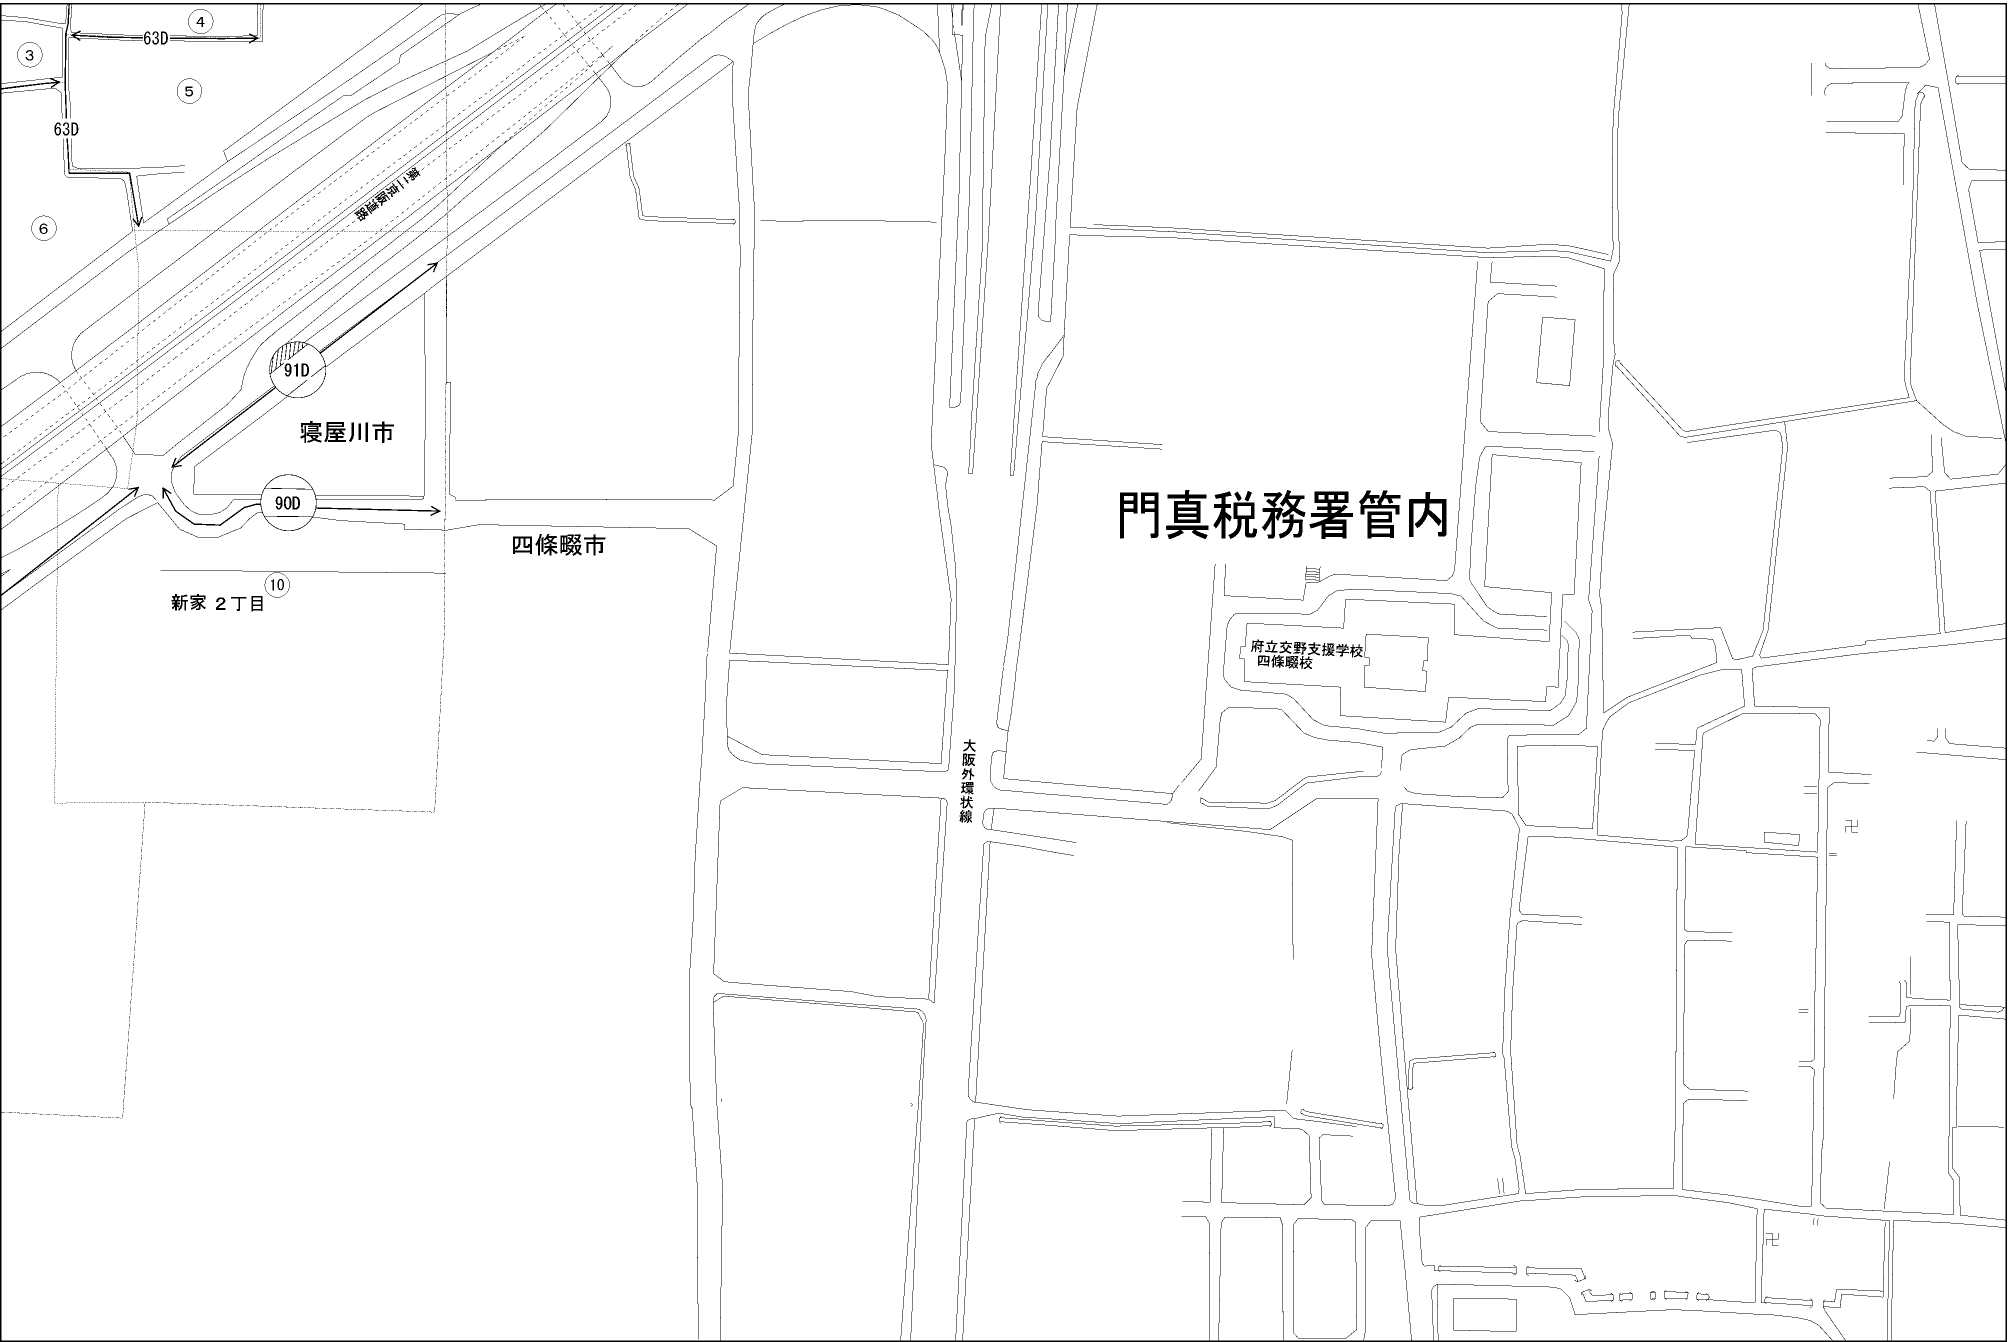 ④
63D
③
⑤
63D
第二京阪道路
⑥
91D
寝屋川市
90D
門真税務署管内
四條畷市
⑩
新家 2丁目
府立交野支援学校
四條畷校
大阪外環状線